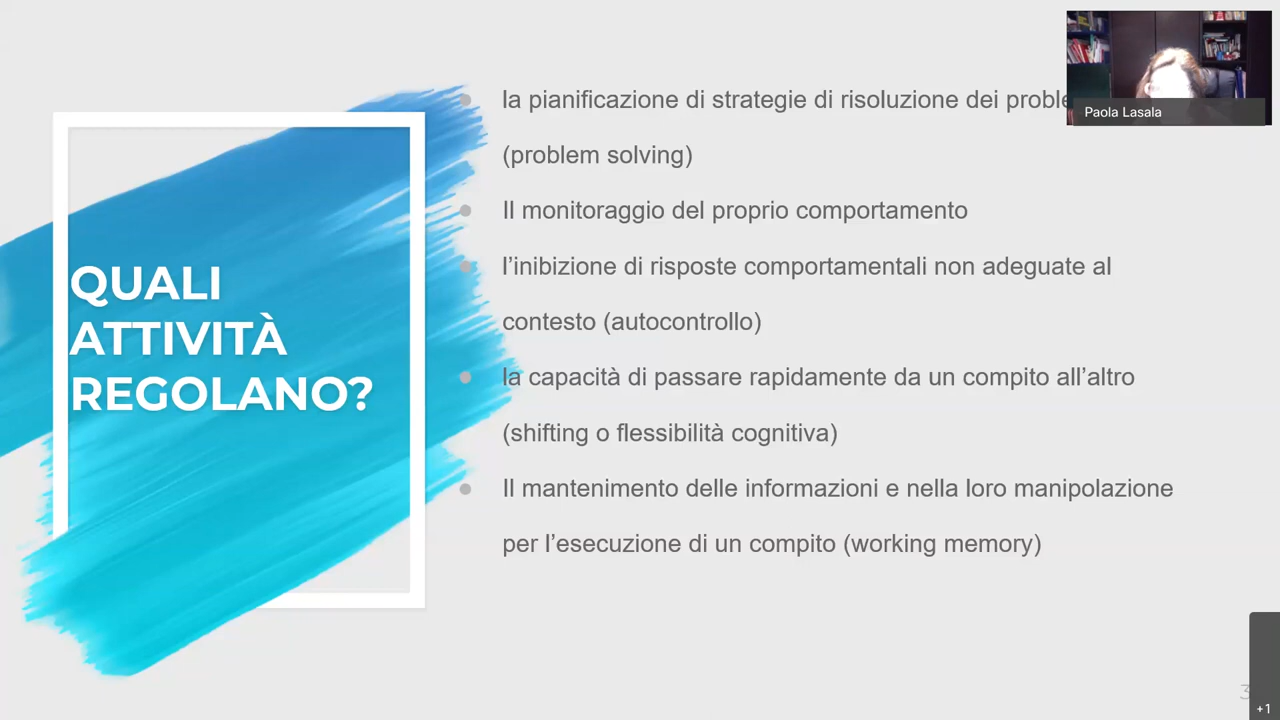 QUALI
ATTIVITÀ
REGOLANO?
la pianificazione di strategie di risoluzione dei
(problem solving)
Il monitoraggio del proprio comportamento
l’inibizione di risposte comportamentali non adeguate al
contesto (autocontrollo)
la capacità di passare rapidamente da un compito all’altro
(shifting o flessibilità cognitiva)
Il mantenimento delle informazioni e nella loro manipolazione
per l’esecuzione di un compito (working memory)
Paola Lasala
+1